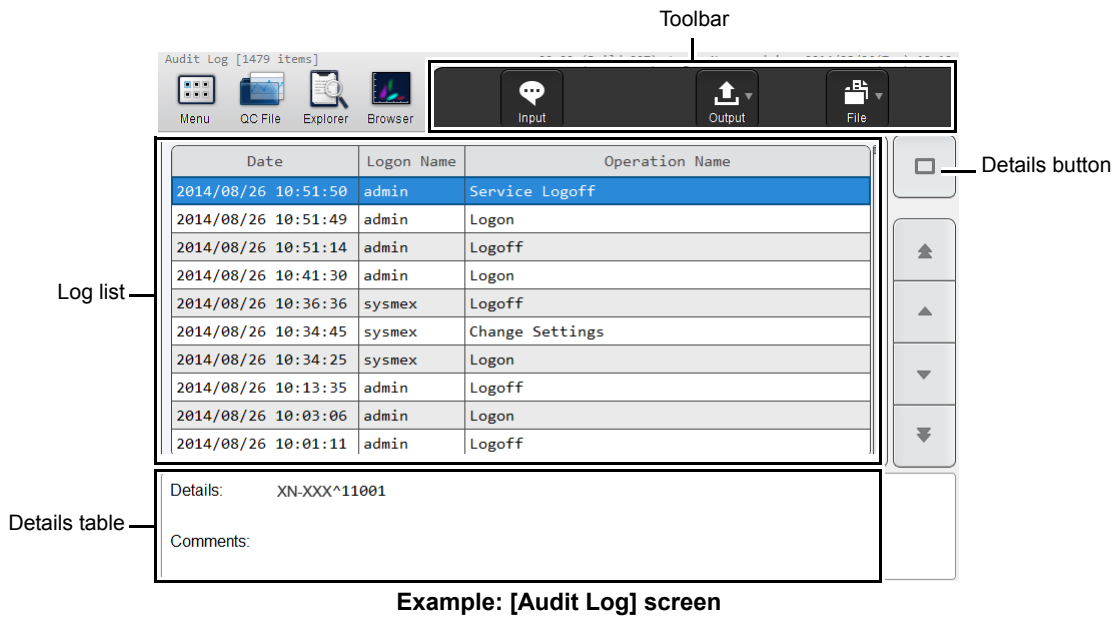 Toolbar
Audit Log [1479 items]
Menu
QC File
Explorer
Browser
Input
Output
File
Details button
Date Logon Name Operation Name
2014/08/26 10:51:50 admin Service Logoff
2014/08/26 10:51:49 admin Logon
2014/08/26 10:51:14 admin Logoff
2014/08/26 10:41:30 admin Logon
Log list
2014/08/26 10:36:36 sysmex Logoff
2014/08/26 10:34:45 sysmex Change Settings
2014/08/26 10:34:25 sysmex Logon
2014/08/26 10:13:35 admin Logoff
2014/08/26 10:03:06 admin Logon
2014/08/26 10:01:11 admin Logoff
Details: XN-XXX^11001
Details table
Comments:
Example: [Audit Log] screen